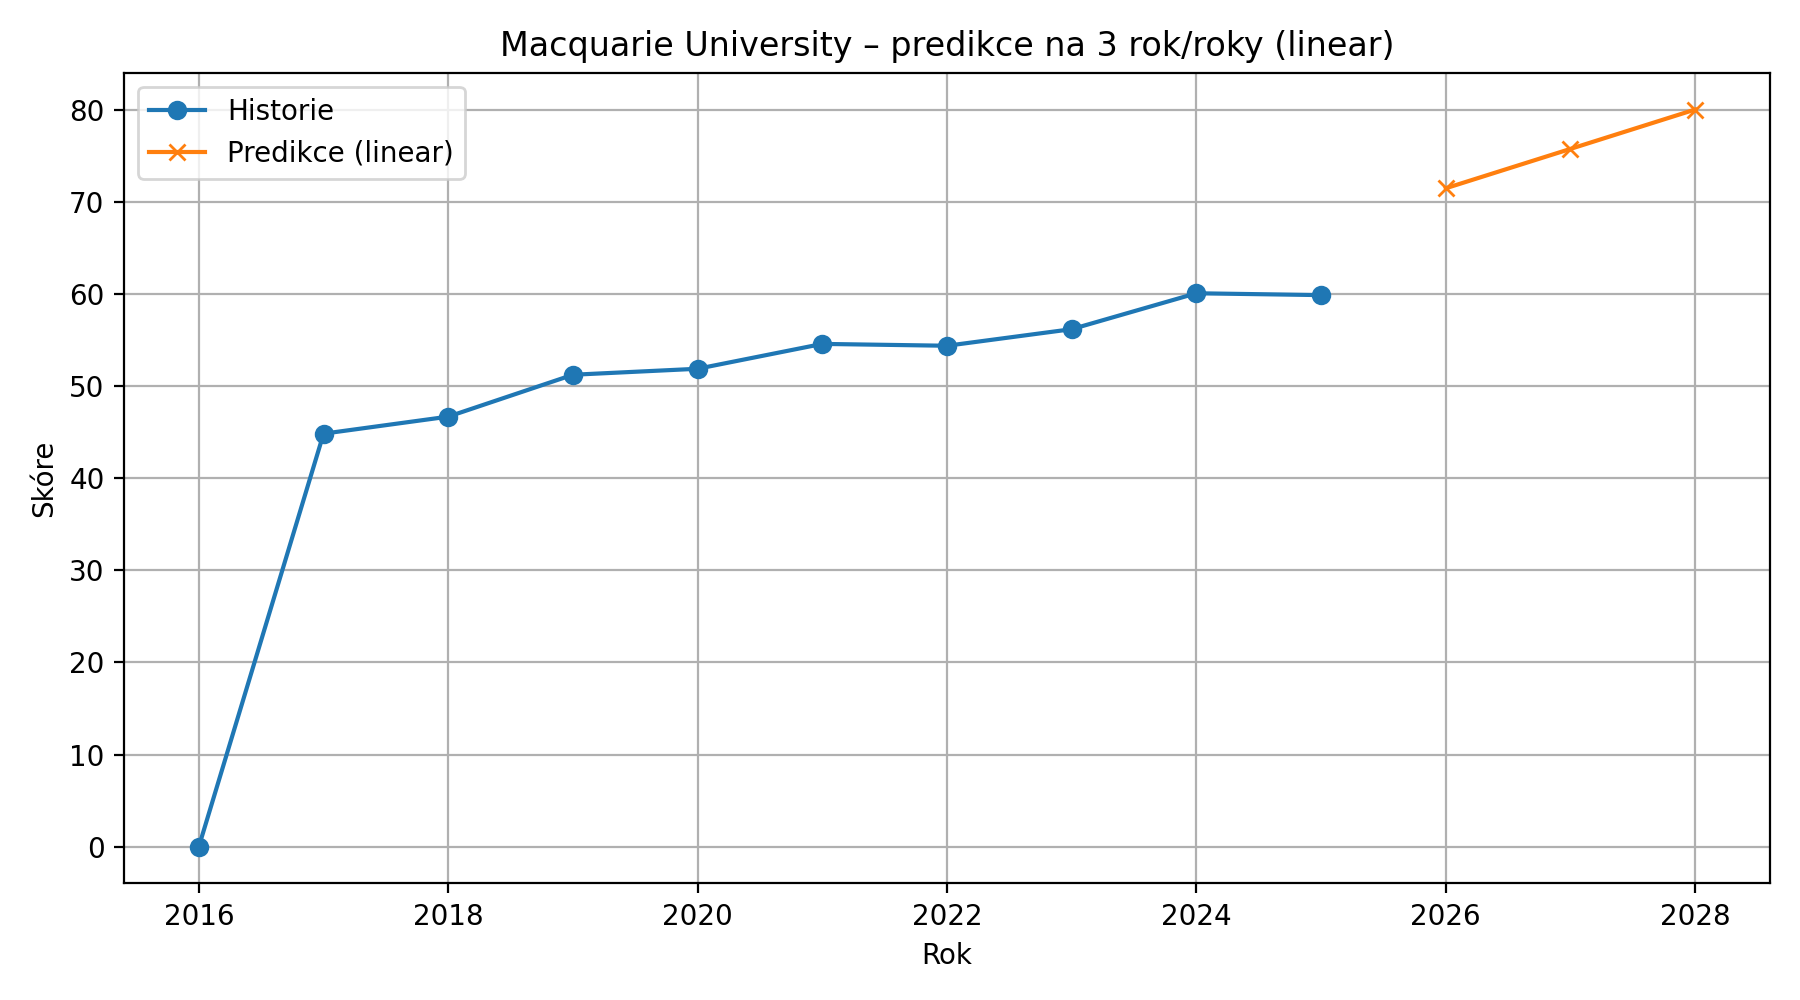 Macquarie University – predikce na 3 rok/roky (linear)
Historie
Predikce (linear)
80
70
60
50
40
30
20
10
0
Skóre
2016 2018 2020 2022 2024 2026 2028
Rok